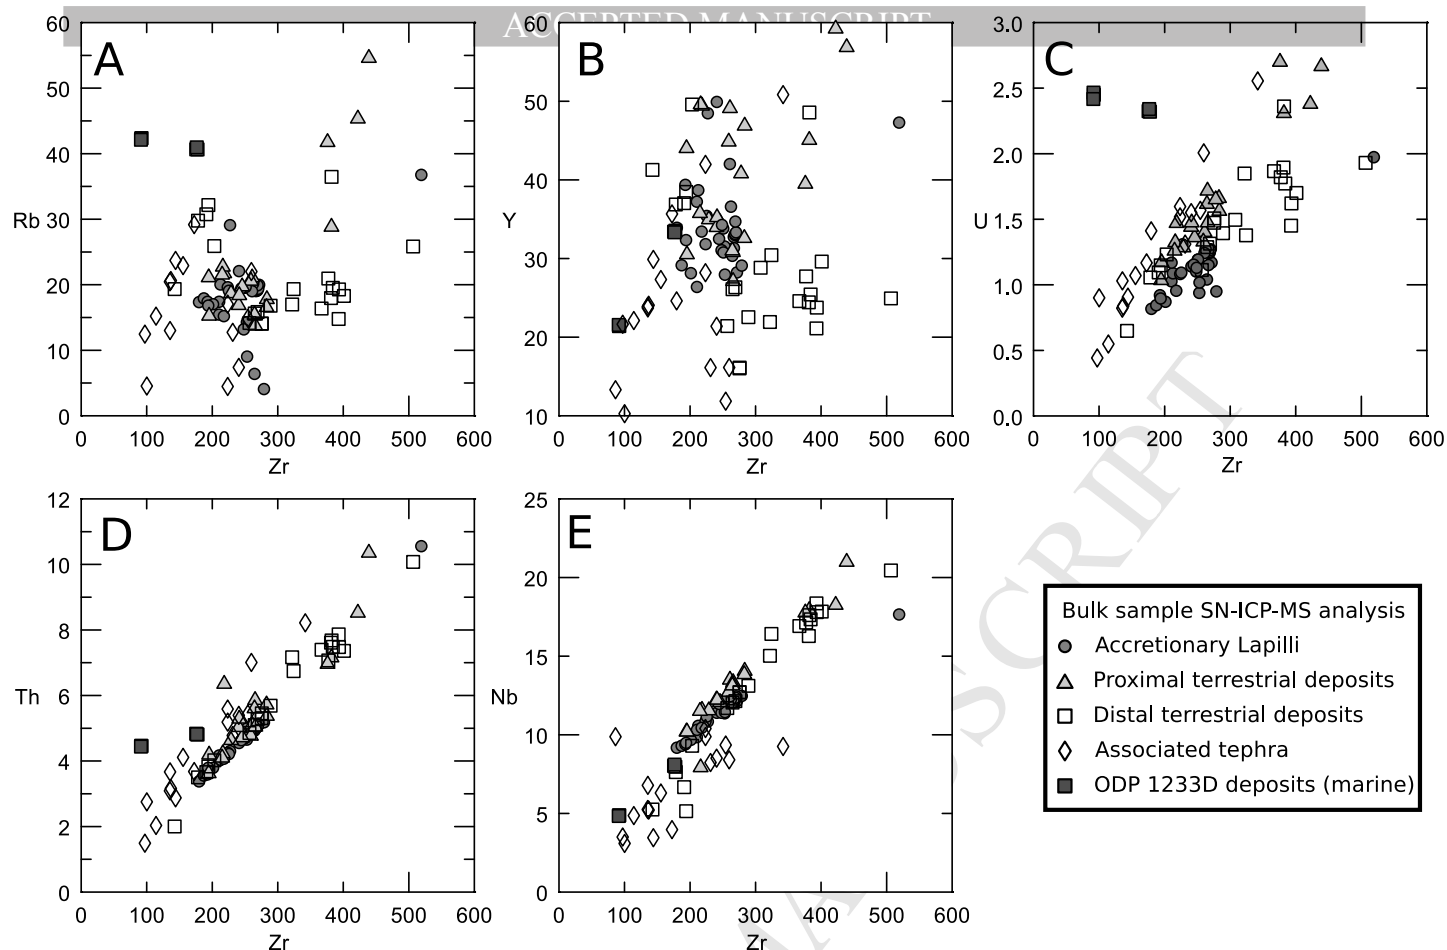 ACCEPTED MANUSCRIPT
A
60
50
40
30
20
10
0
Rb
0 100 200 300 400 500 600
Zr
B
60
50
40
30
20
10
Y
0 100 200 300 400 500 600
Zr
C
3.0
2.5
2.0
1.5
1.0
0.5
0.0
U
0 100 200 300 400 500 600
Zr
D
12
10
8
6
4
2
0
Th
0 100 200 300 400 500 600
Zr
E
25
20
15
10
5
0
Nb
0 100 200 300 400 500 600
Zr
Bulk sample SN-ICP-MS analysis
Accretionary Lapilli
Proximal terrestrial deposits
Distal terrestrial deposits
Associated tephra
ODP 1233D deposits (marine)